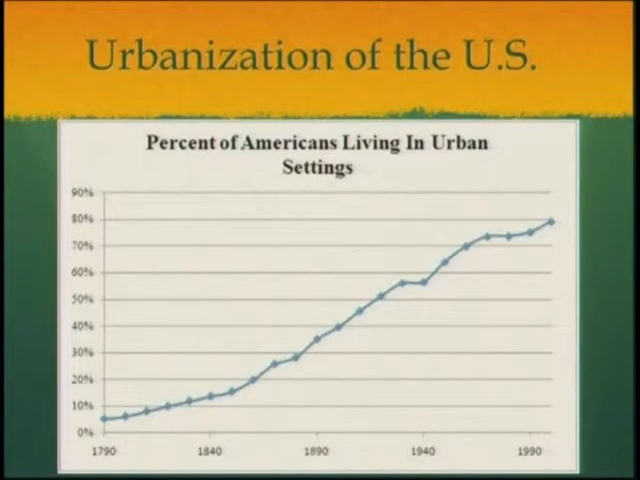 Urbanization of the U.S.
Percent of Americans Living In Urban
Settings
90%
80%
70%
60%
50%
40%
30%
20%
10%
0%
1790 1840 1890 1940 1990